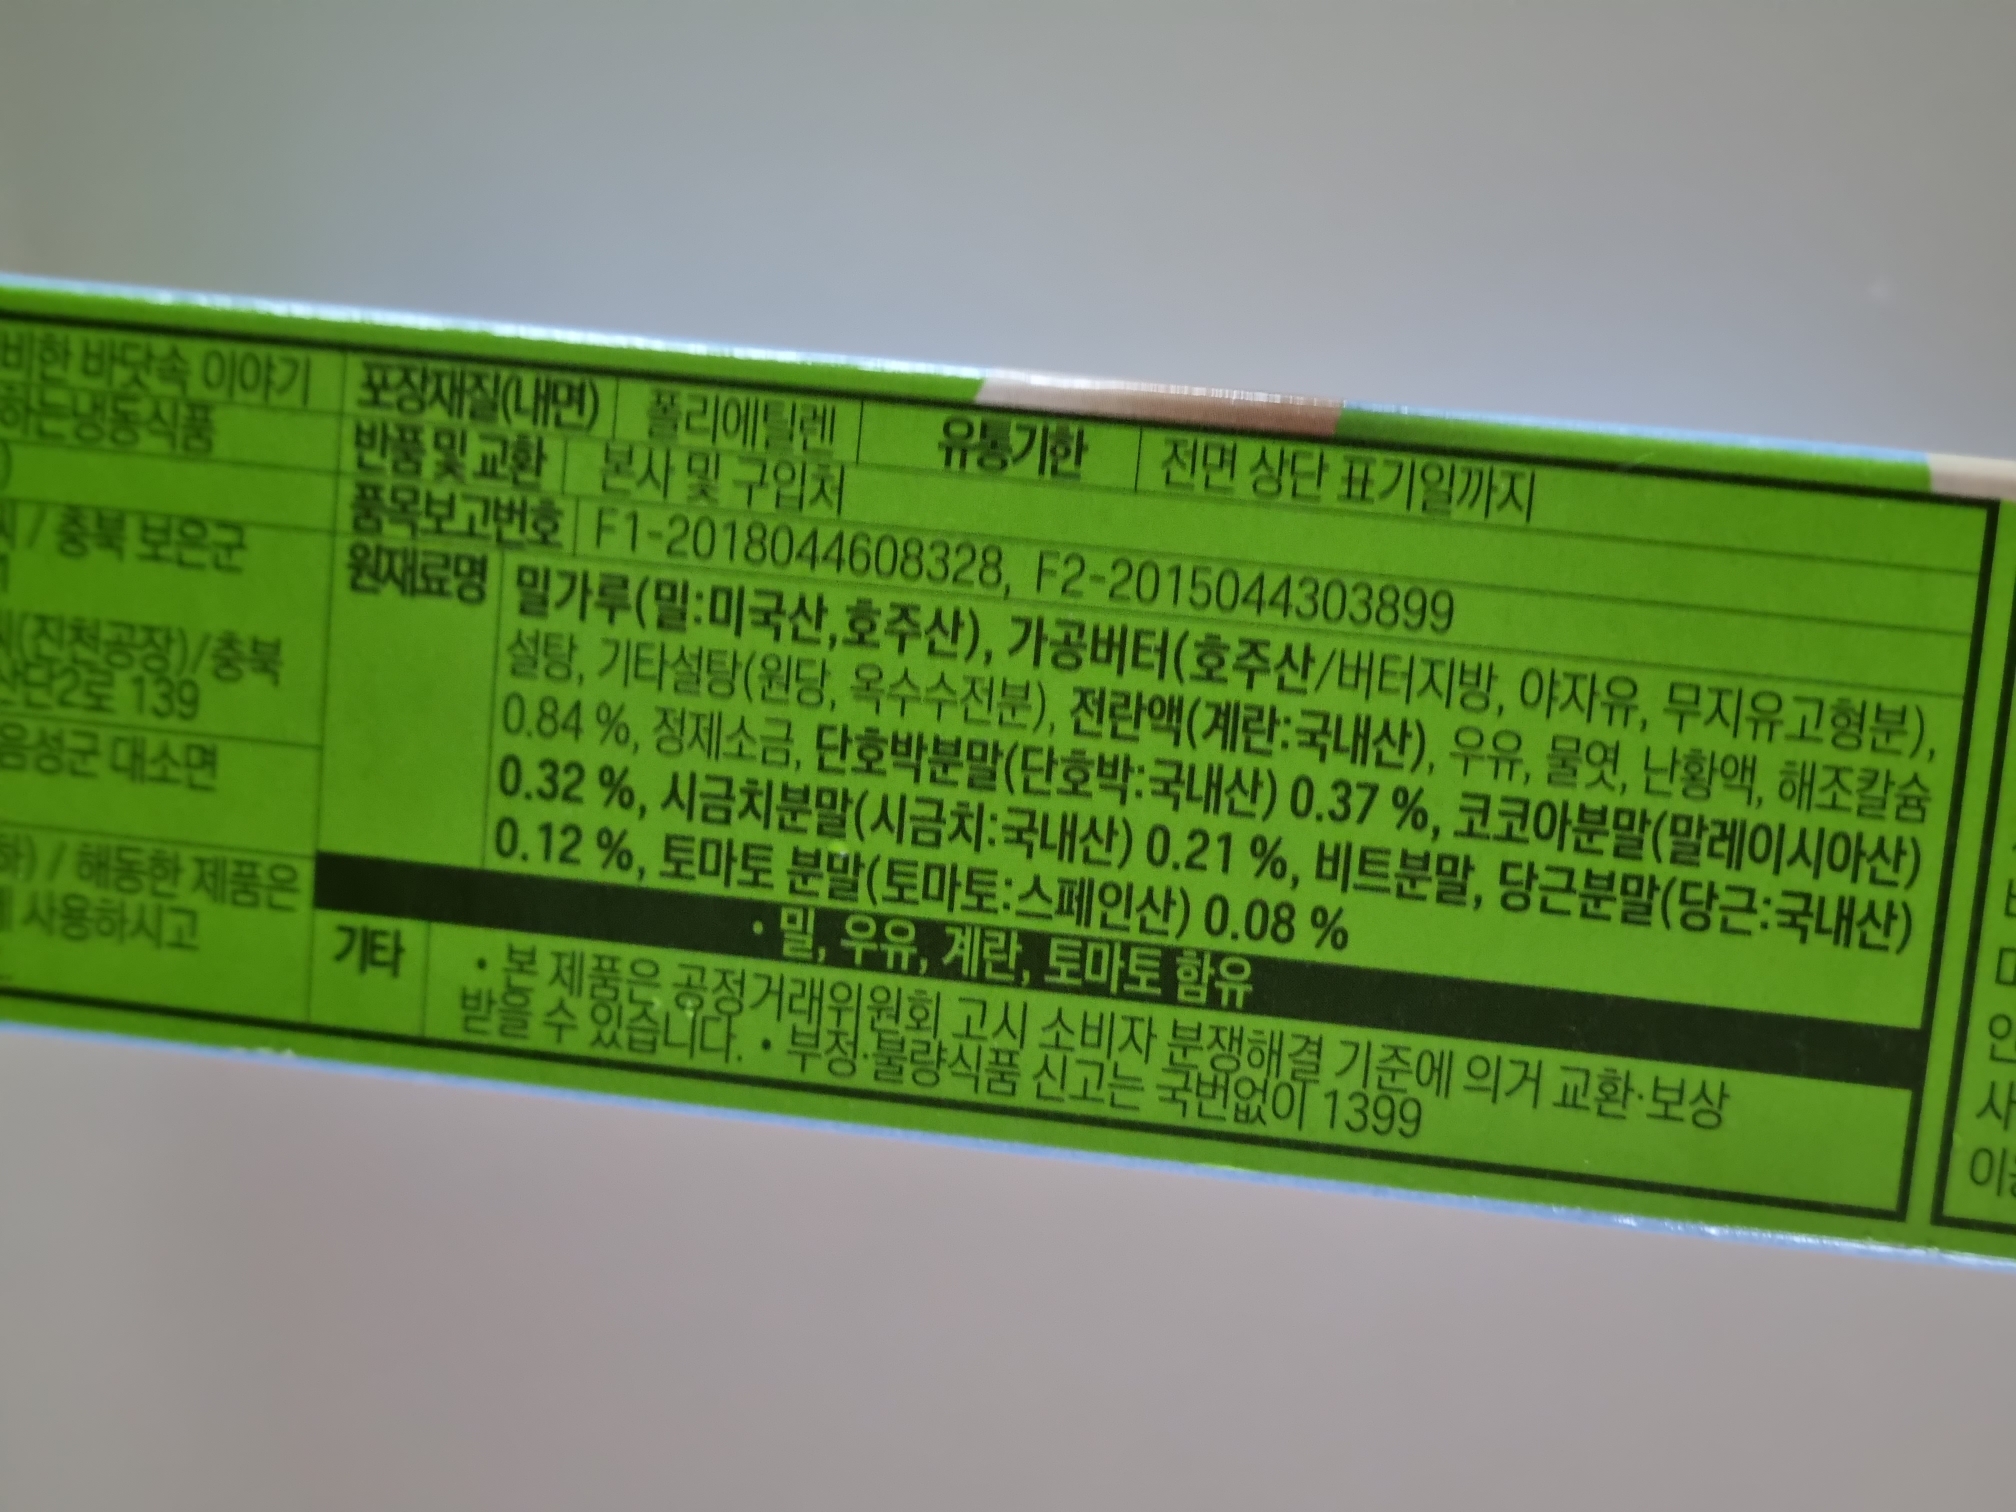 비한 바닷속 이야기
하는냉동식품
)
/ 충북 보은군
(진천공장)/충북
산단2로 139
음성군 대소면
/ 해동한 제품은
사용하시고
포장재질(내면) 폴리에틸렌 유통기한 전면 상단 표기일까지
반품 및 교환 본사 및 구입처
품목보고번호 F1-2018044608328, F2-2015044303899
원재료명 밀가루(밀:미국산,호주산), 가공버터(호주산/버터지방, 야자유, 무지유고형분),
설탕, 기타설탕(원당, 옥수수전분), 전란액(계란:국내산), 우유, 물엿, 난황액, 해조칼슘
0.84 %, 정제소금, 단호박분말(단호박:국내산) 0.37 %, 코코아분말(말레이시아산)
0.32 %, 시금치분말(시금치:국내산) 0.21 %, 비트분말, 당근분말(당근:국내산)
0.12 %, 토마토 분말(토마토:스페인산) 0.08 %
· 밀, 우유, 계란, 토마토 함유
기타 • 본 제품은 공정거래위원회 고시 소비자 분쟁해결 기준에 의거 교환·보상
받을 수 있습니다. • 부정·불량식품 신고는 국번없이 1399